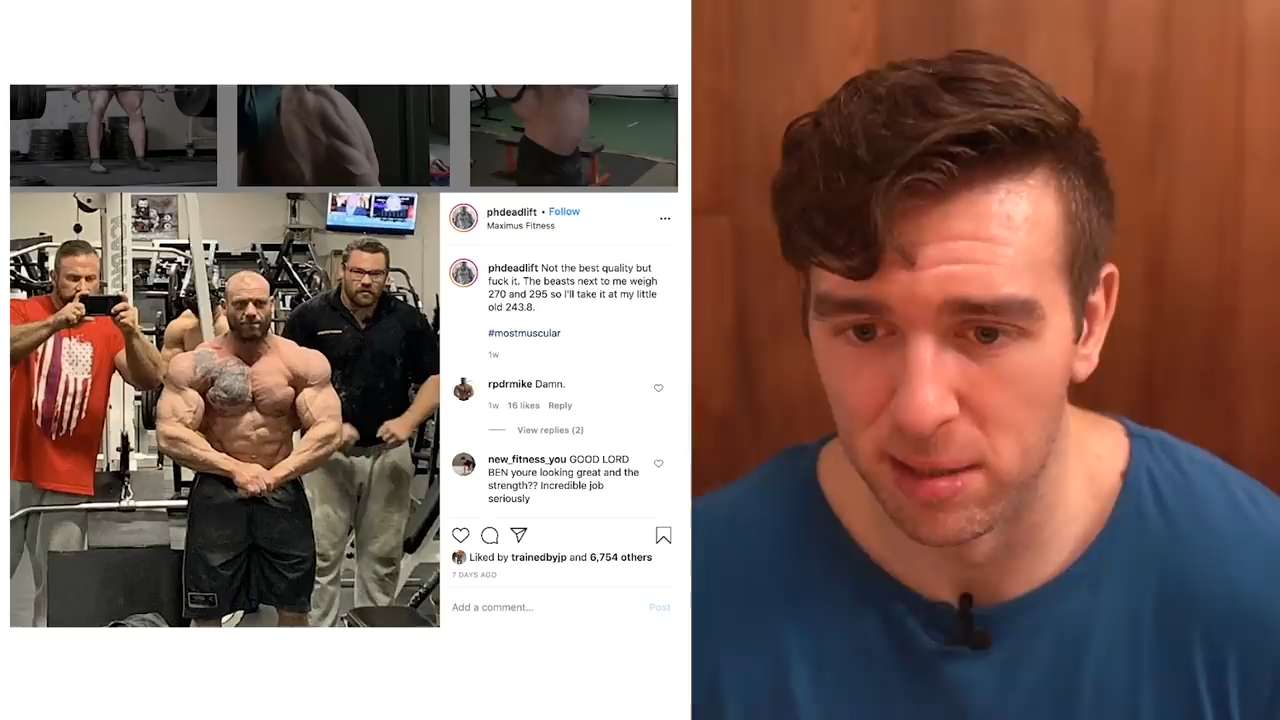 phdeadlift • Follow
Maximus Fitness
phdeadlift Not the best quality but
fuck it. The beasts next to me weigh
270 and 295 so I'll take it at my little
old 243.8.
#mostmuscular
1w
rpdrmike Damn.
1w 16 likes Reply
View replies (2)
new_fitness_you GOOD LORD
BEN youre looking great and the
strength?? Incredible job
seriously
Liked by trainedbyjp and 6,754 others
7 DAYS AGO
Add a comment... Post